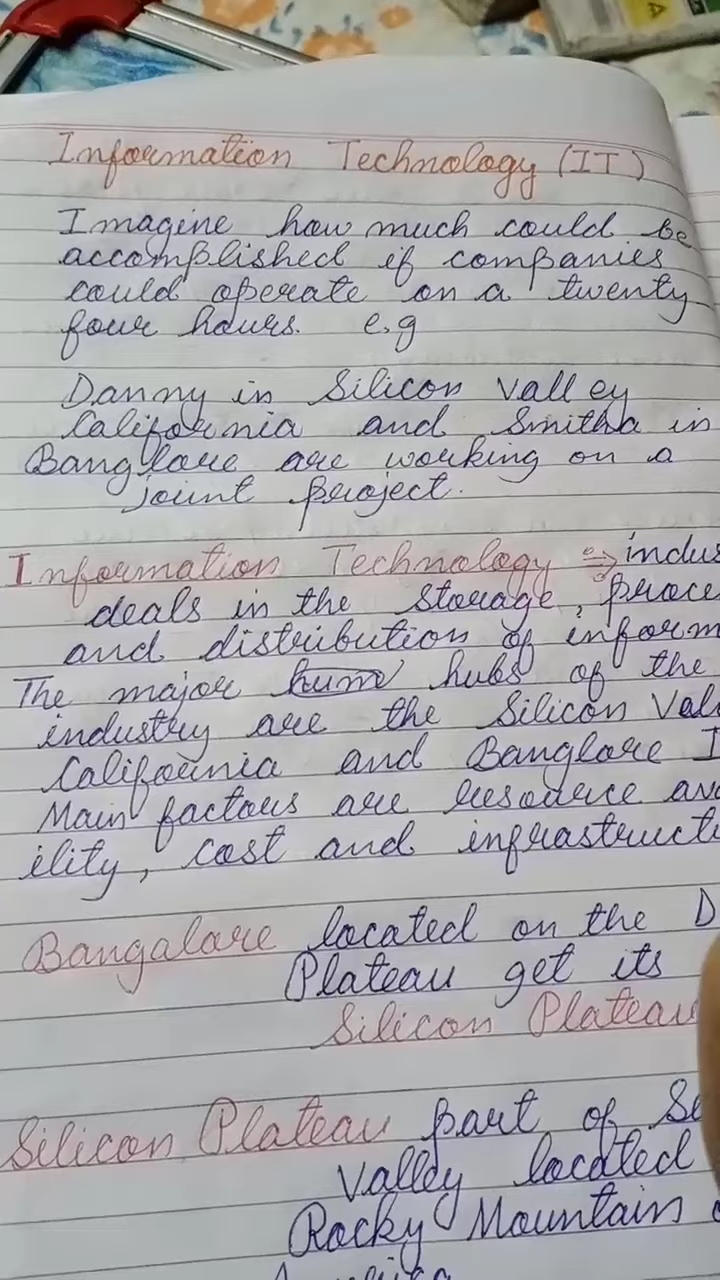 Information Technology (IT)
Imagine how much could be
accomplished if companies
could operate on a twenty
four hours. e.g
Danny in Silicon Valley
California and Smitha in
Banglore are working on a
joint project.
Information Technology ⇒ indus
deals in the storage, proce
and distribution of inform
The major hubs of the
industry are the Silicon Val
California and Banglore I
Main factors are resource av
ility, cost and infrastruct
Bangalore located on the D
Plateau get its
Silicon Plateau
Silicon Plateau part of Se
Valley located
Rocky Mountain